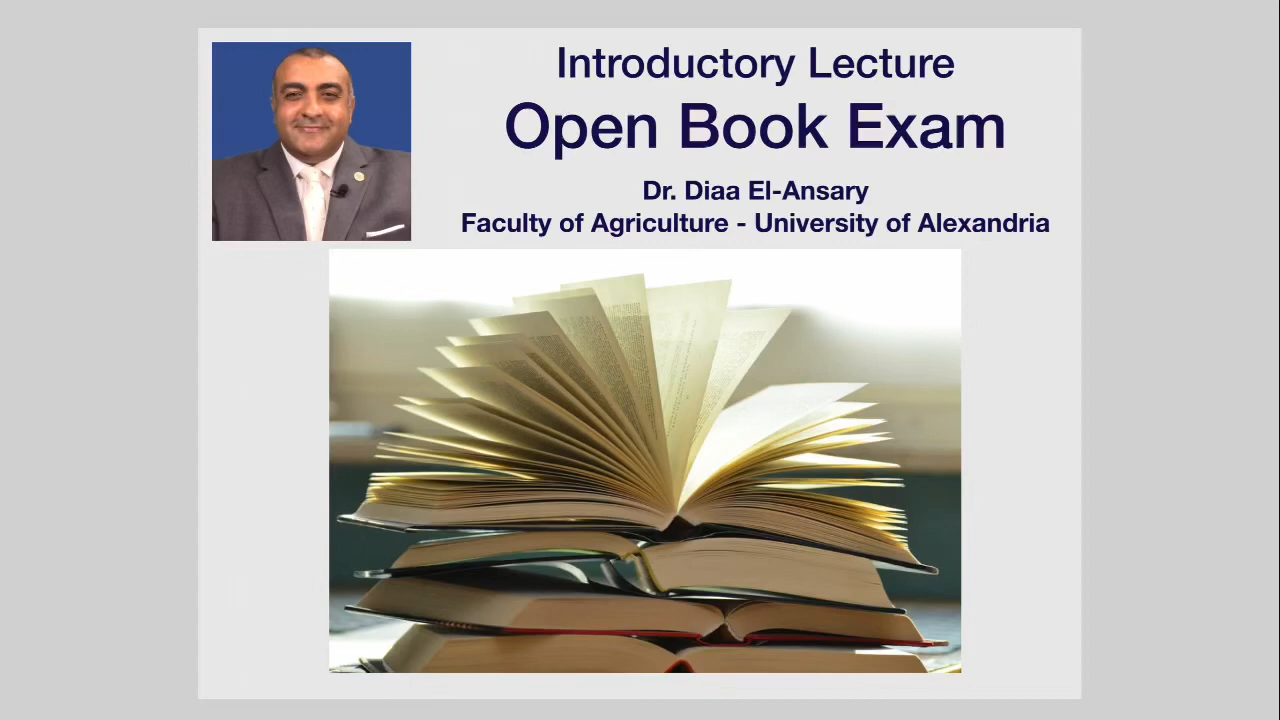 Introductory Lecture
Open Book Exam
Dr. Diaa El-Ansary
Faculty of Agriculture - University of Alexandria